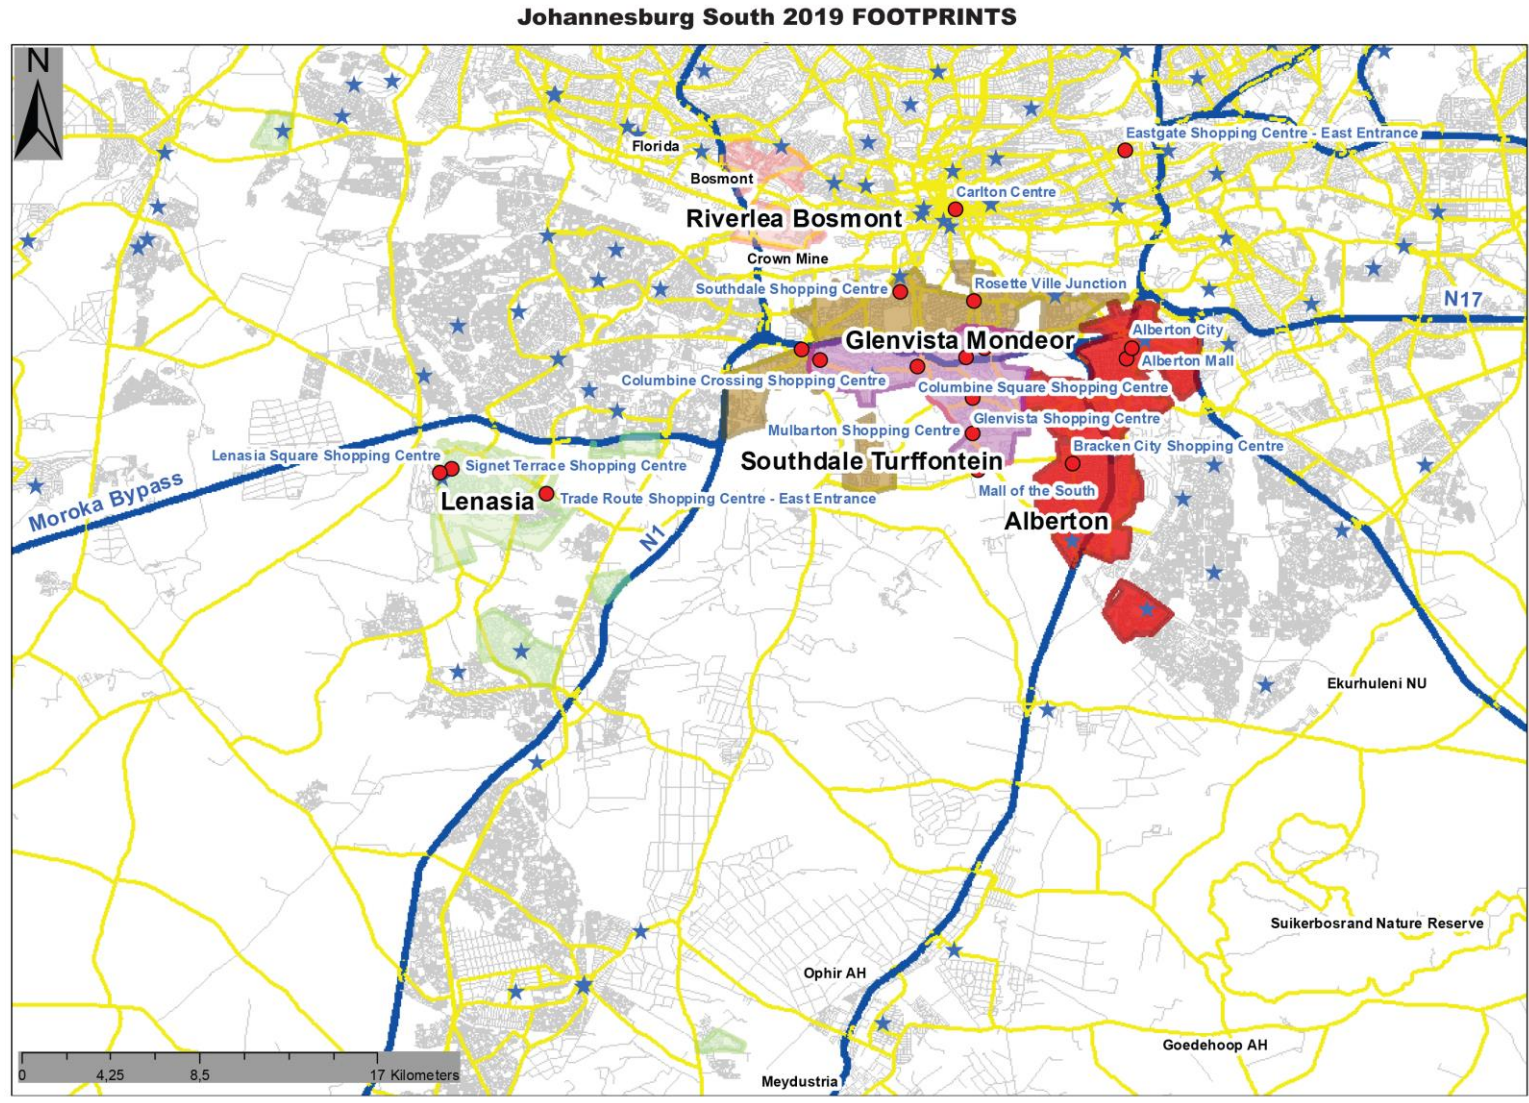 Johannesburg South 2019 FOOTPRINTS
N
Eastgate Shopping Centre - East Entrance
Florida
Bosmont
Carlton Centre
Riverlea Bosmont
Crown Mine
Southdale Shopping Centre
Rosette Ville Junction
N17
Alberton City
Glenvista Mondeor
Alberton Mall
Columbine Crossing Shopping Centre
Columbine Square Shopping Centre
Glenvista Shopping Centre
Mulbarton Shopping Centre
Bracken City Shopping Centre
Lenasia Square Shopping Centre
Signet Terrace Shopping Centre
Southdale Turffontein
Moroka Bypass
Lenasia
Trade Route Shopping Centre - East Entrance
Mall of the South
Alberton
N1
Ekurhuleni NU
Suikerbosrand Nature Reserve
Ophir AH
Goedehoop AH
Meydustria
0 4,25 8,5 17 Kilometers